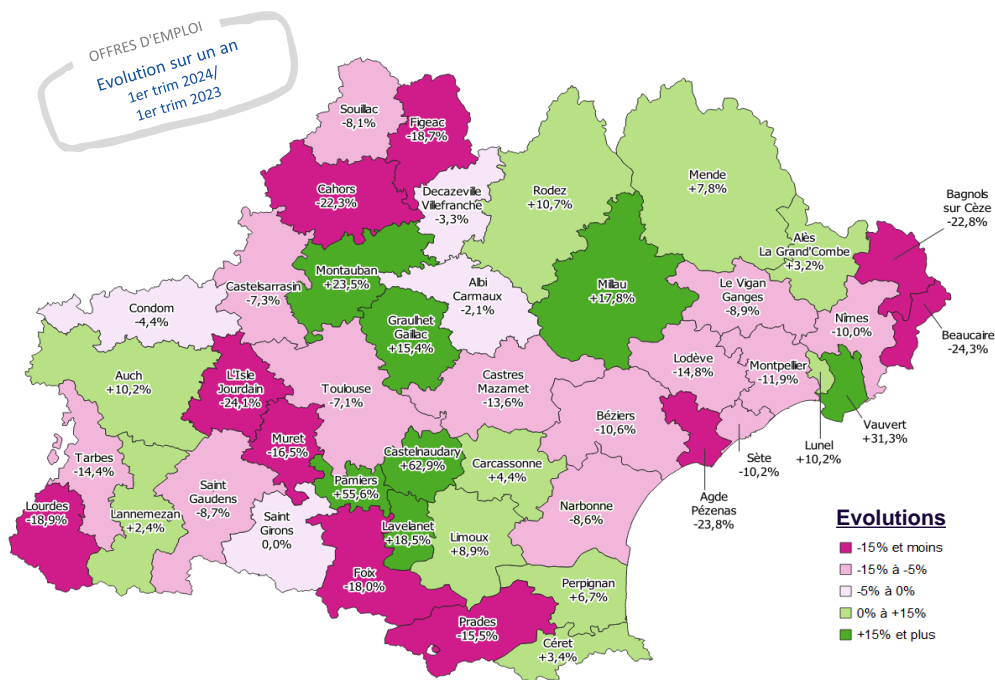 OFFRES D'EMPLOI
Evolution sur un an
1er trim 2024/
1er trim 2023
Souillac
-8,1%
Figeac
-18,7%
Cahors
-22,3%
Decazeville
Villefranche
-3,3%
Rodez
+10,7%
Mende
+7,8%
Bagnols
sur Cèze
-22,8%
Alès
La Grand'Combe
+3,2%
Montauban
+23,5%
Castelsarrasin
-7,3%
Albi
Carmaux
-2,1%
Millau
+17,8%
Le Vigan
Ganges
-8,9%
Condom
-4,4%
Graulhet
Gaillac
+15,4%
Nîmes
-10,0%
Beaucaire
-24,3%
Auch
+10,2%
L'Isle
Jourdain
-24,1%
Toulouse
-7,1%
Castres
Mazamet
-13,6%
Lodève
-14,8%
Montpellier
-11,9%
Béziers
-10,6%
Vauvert
+31,3%
Lunel
+10,2%
Sète
-10,2%
Agde
Pézenas
-23,8%
Muret
-16,5%
Castelnaudary
+62,9%
Carcassonne
+4,4%
Tarbes
-14,4%
Pamiers
+55,6%
Saint
Gaudens
-8,7%
Lourdes
-18,9%
Lannemezan
+2,4%
Saint
Girons
0,0%
Lavelanet
+18,5%
Limoux
+8,9%
Narbonne
-8,6%
Foix
-18,0%
Perpignan
+6,7%
Prades
-15,5%
Céret
+3,4%
Evolutions
-15% et moins
-15% à -5%
-5% à 0%
0% à +15%
+15% et plus